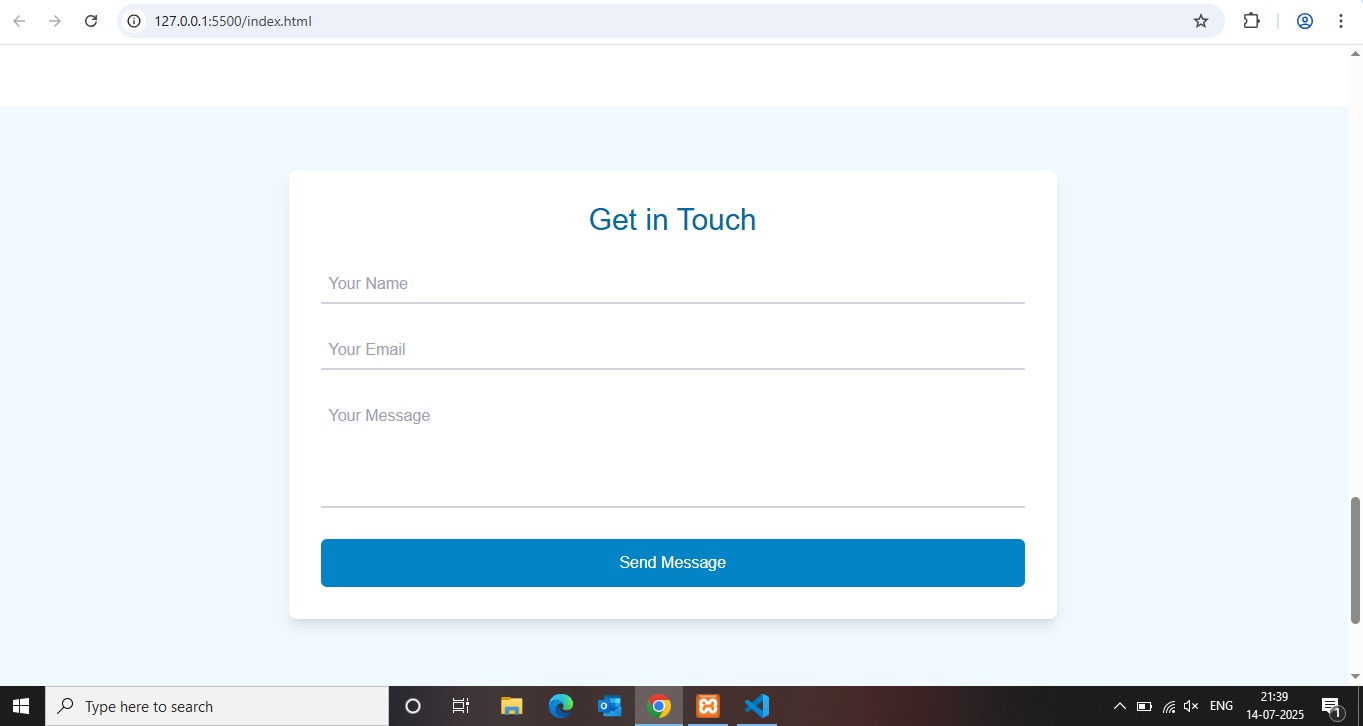 127.0.0.1:5500/index.html
Get in Touch
Your Name
Your Email
Your Message
Send Message
Type here to search
ENG
21:39
14-07-2025
1